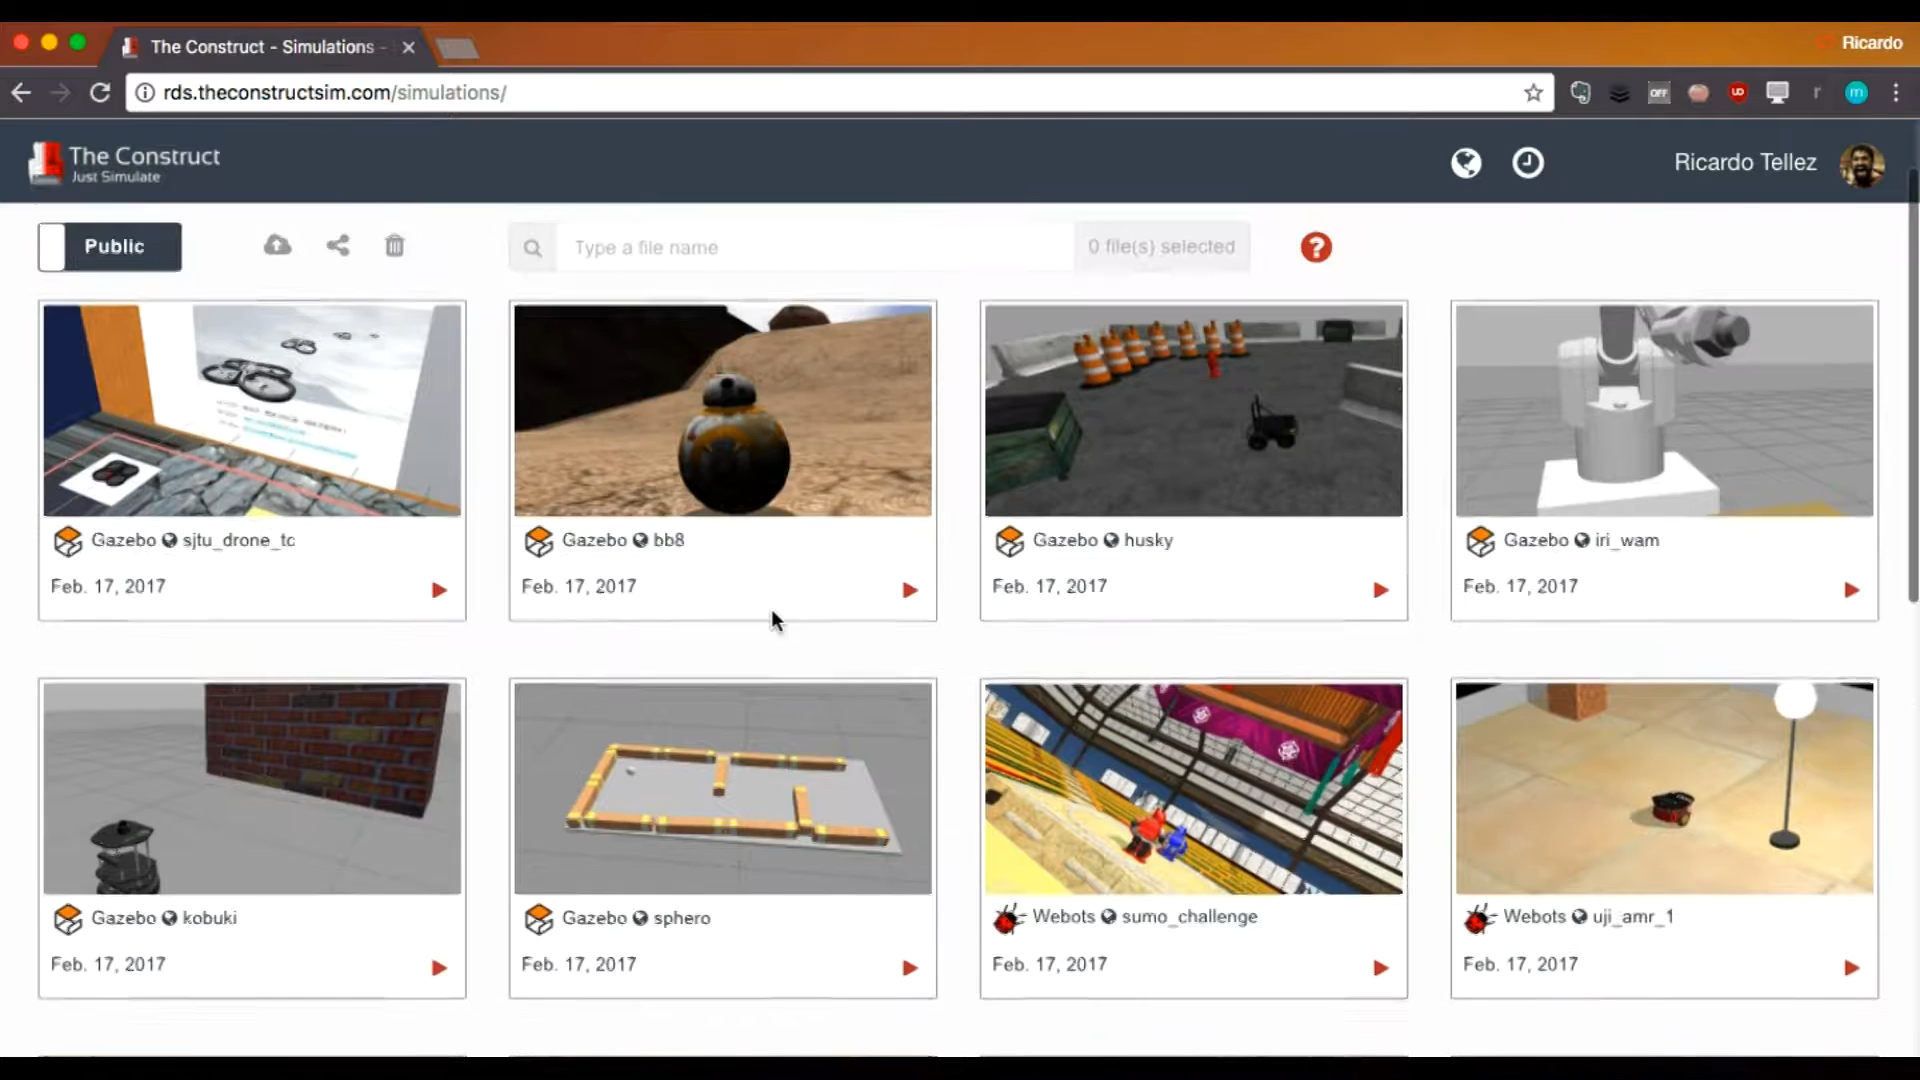 The Construct - Simulations -
Ricardo
rds.theconstructsim.com/simulations/
OFF
UD
r
m
The Construct
Just Simulate
Ricardo Tellez
Public
Type a file name
0 file(s) selected
?
Gazebo sjtu_drone_tc
Gazebo bb8
Gazebo husky
Gazebo iri_wam
Feb. 17, 2017
Feb. 17, 2017
Feb. 17, 2017
Feb. 17, 2017
Gazebo kobuki
Gazebo sphero
Webots sumo_challenge
Webots uji_amr_1
Feb. 17, 2017
Feb. 17, 2017
Feb. 17, 2017
Feb. 17, 2017